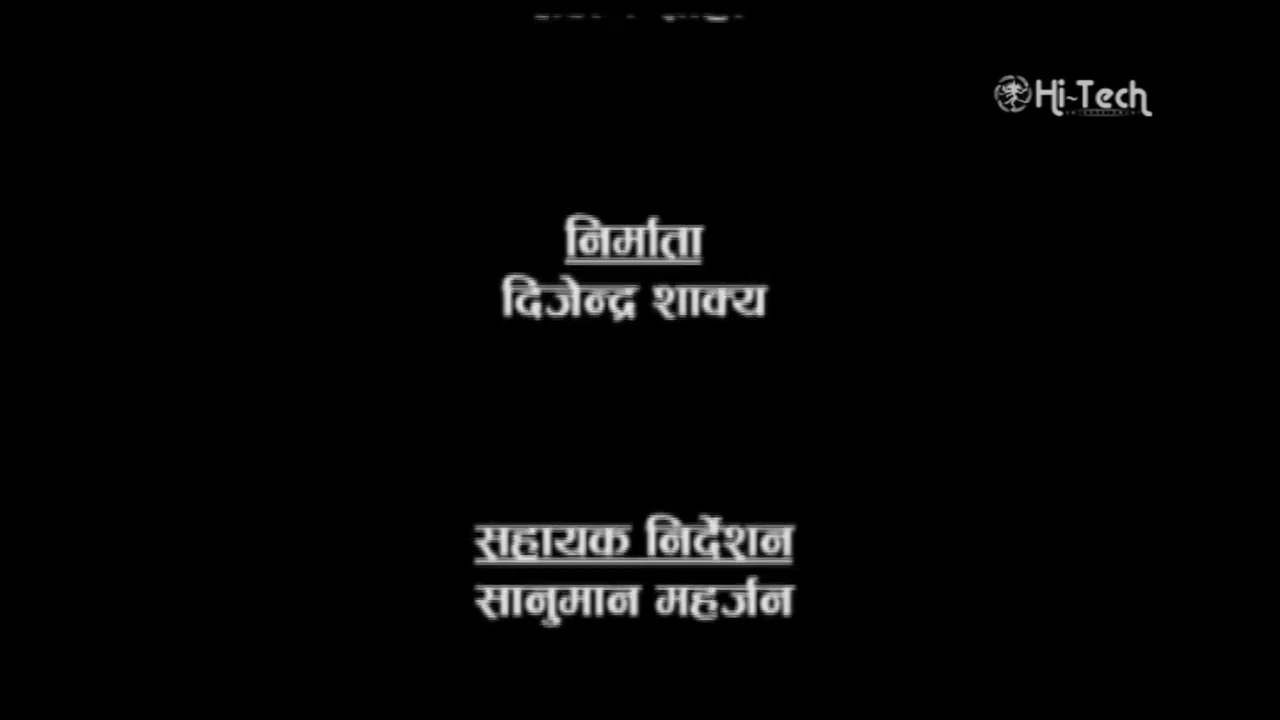 Hi~Tech
निर्माता
दिजेन्द्र शाक्य
सहायक निर्देशन
सानुमान महर्जन